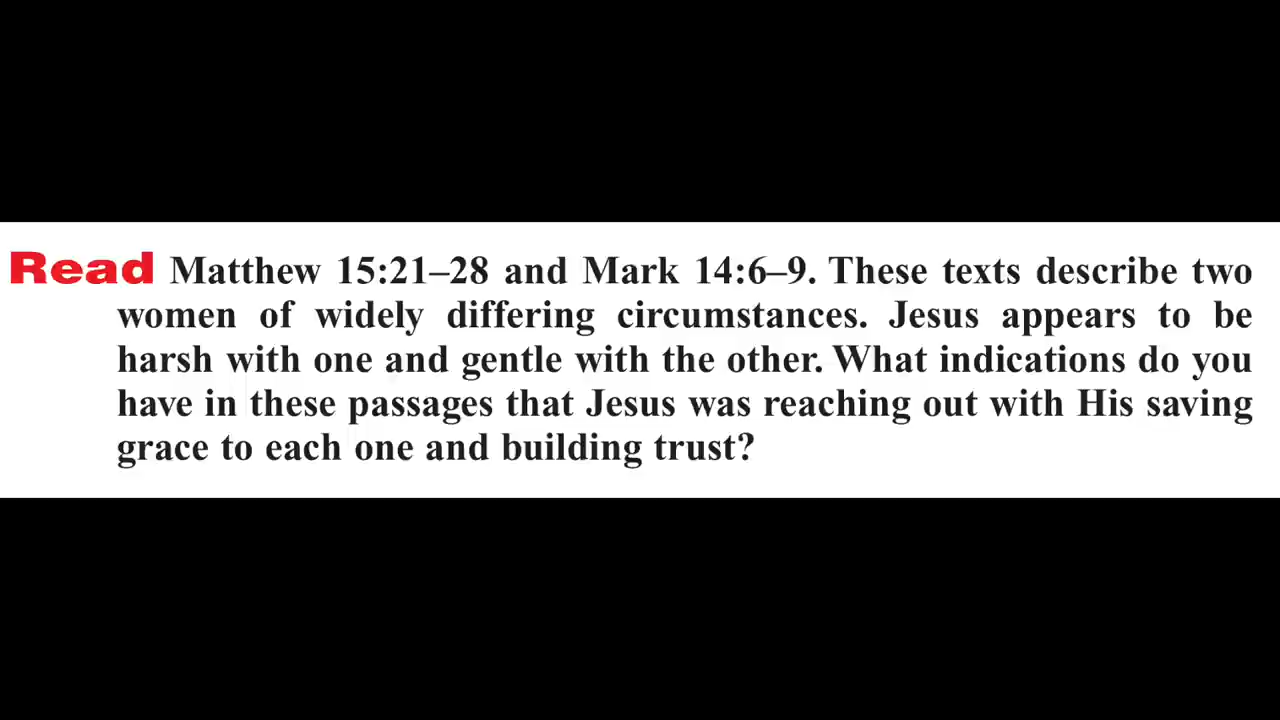 Read Matthew 15:21–28 and Mark 14:6–9. These texts describe two
women of widely differing circumstances. Jesus appears to be
harsh with one and gentle with the other. What indications do you
have in these passages that Jesus was reaching out with His saving
grace to each one and building trust?